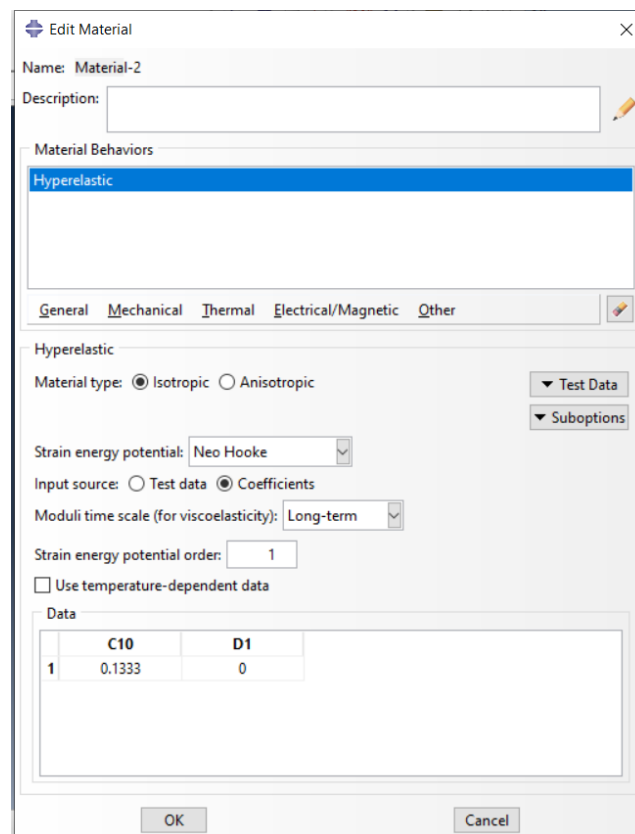 Edit Material
Name: Material-2
Description:
Material Behaviors
Hyperelastic
General Mechanical Thermal Electrical/Magnetic Other
Hyperelastic
Material type: Isotropic Anisotropic
Test Data
Suboptions
Strain energy potential: Neo Hooke
Input source: Test data Coefficients
Moduli time scale (for viscoelasticity): Long-term
Strain energy potential order: 1
Use temperature-dependent data
Data
C10 D1
1 0.1333 0
OK Cancel